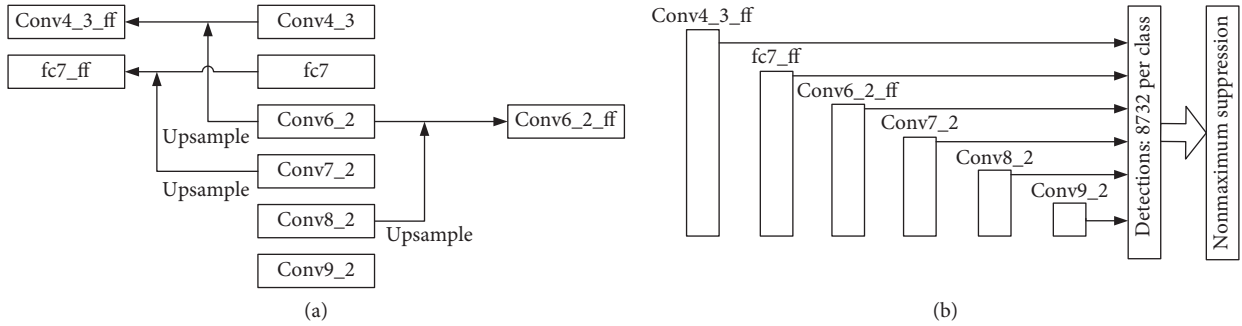 Conv4_3_ff
Conv4_3
fc7_ff
fc7
Conv6_2
Conv6_2_ff
Upsample
Conv7_2
Upsample
Conv8_2
Upsample
Conv9_2
(a)
Conv4_3_ff
fc7_ff
Conv6_2_ff
Conv7_2
Conv8_2
Conv9_2
Detections: 8732 per class
Nonmaximum suppression
(b)